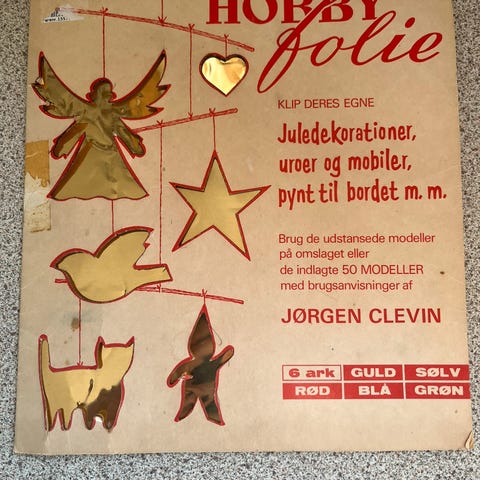 HOBBY
folie
KLIP DERES EGNE
Juledekorationer,
uroer og mobiler,
pynt til bordet m. m.
Brug de udstansede modeller
på omslaget eller
de indlagte 50 MODELLER
med brugsanvisninger af
JØRGEN CLEVIN
6 ark GULD SØLV
RØD BLÅ GRØN